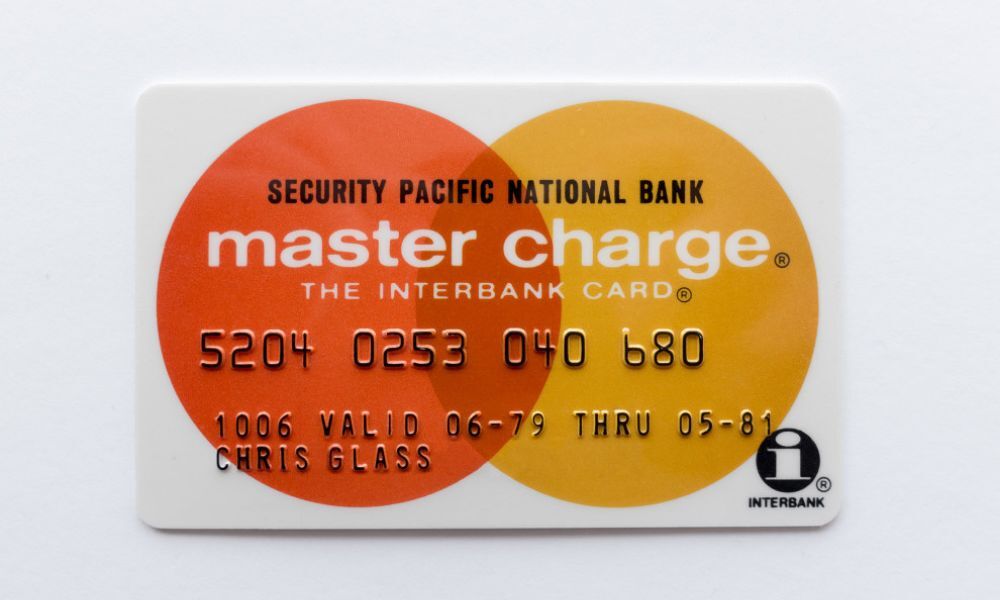 SECURITY PACIFIC NATIONAL BANK
master charge®
THE INTERBANK CARD®
5204 0253 040 680
1006 VALID 06-79 THRU 05-81
CHRIS GLASS
i®
INTERBANK